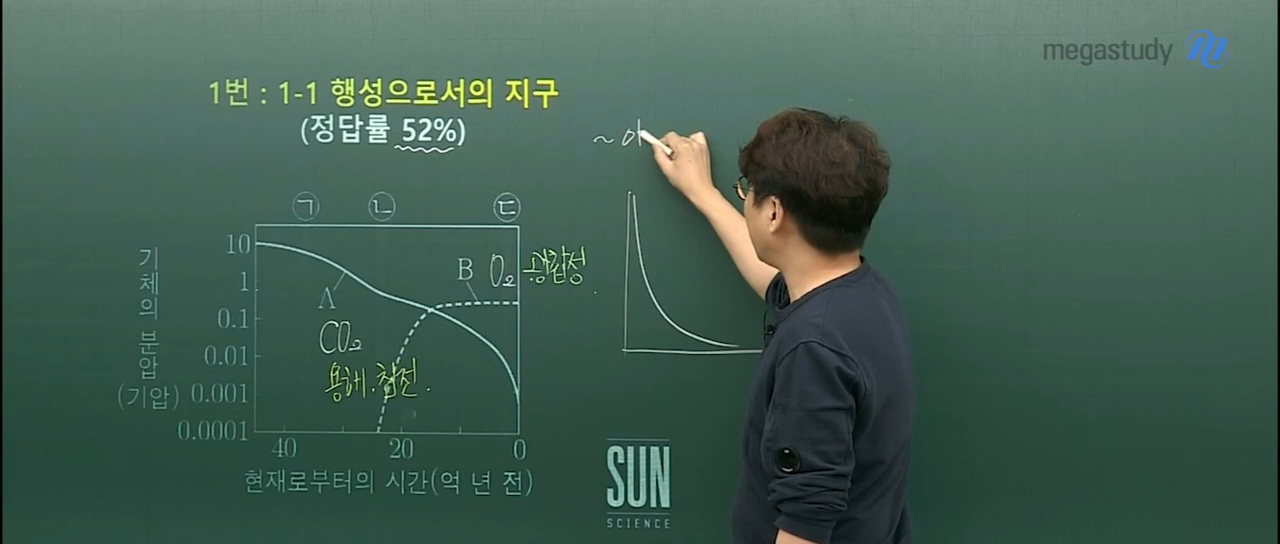 megastudy
1번 : 1-1 행성으로서의 지구
(정답률 52%)
~ 아
㉠ ㉡ ㉢
기체의 분압 (기압)
10
1
0.1
0.01
0.001
0.0001
A
B
O₂ 광합성
CO₂
용해. 침전.
40 20 0
현재로부터의 시간(억 년 전)
SUN
SCIENCE